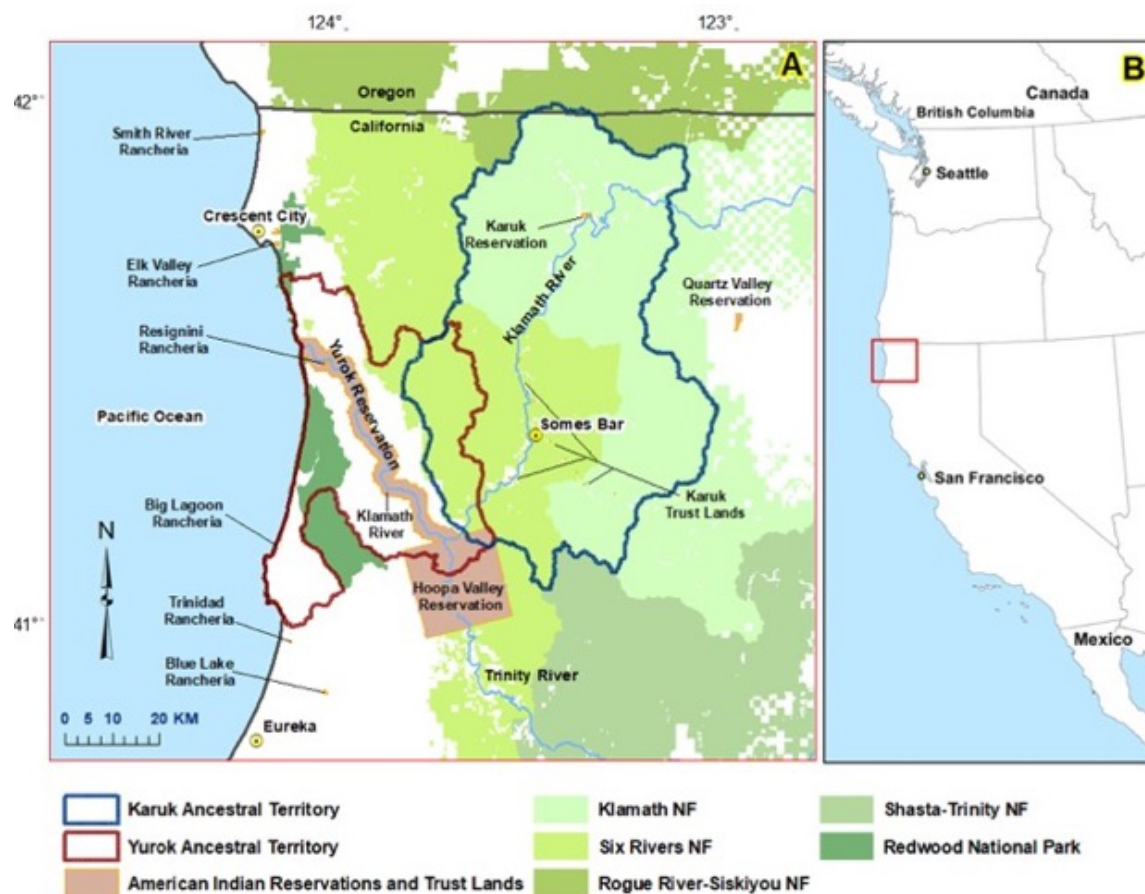 124°
123°
A
B
42°
41°
Oregon
California
Smith River
Rancheria
Crescent City
Elk Valley
Rancheria
Resignini
Rancheria
Pacific Ocean
Big Lagoon
Rancheria
N
Trinidad
Rancheria
Blue Lake
Rancheria
0 5 10 20 KM
Eureka
Yurok Reservation
Klamath
River
Hoopa Valley
Reservation
Trinity River
Karuk
Reservation
Klamath River
Quartz Valley
Reservation
Somes Bar
Karuk
Trust Lands
Canada
British Columbia
Seattle
San Francisco
Mexico
Karuk Ancestral Territory
Yurok Ancestral Territory
American Indian Reservations and Trust Lands
Klamath NF
Six Rivers NF
Rogue River-Siskiyou NF
Shasta-Trinity NF
Redwood National Park